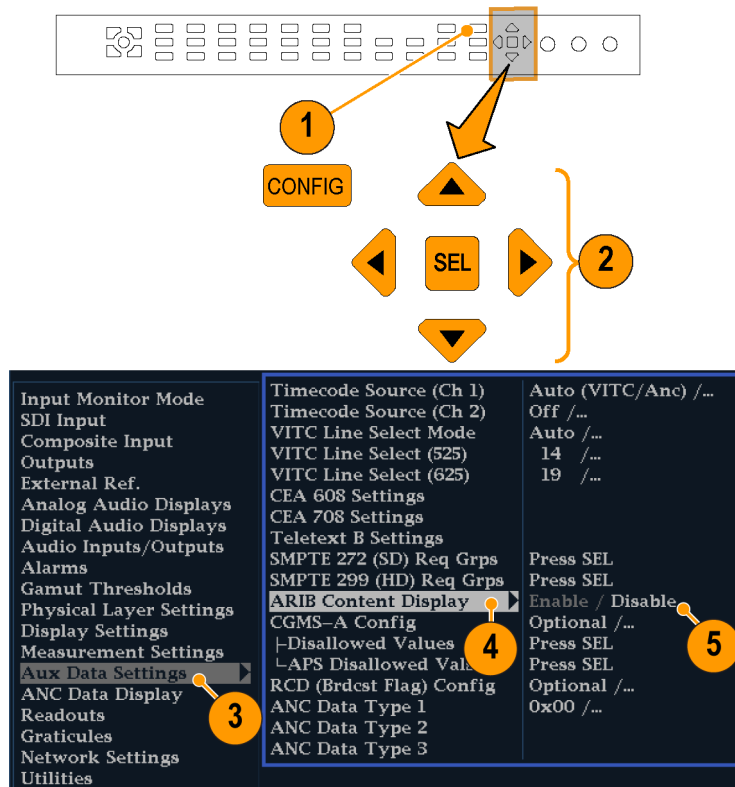 1
CONFIG
SEL
2
Input Monitor Mode
SDI Input
Composite Input
Outputs
External Ref.
Analog Audio Displays
Digital Audio Displays
Audio Inputs/Outputs
Alarms
Gamut Thresholds
Physical Layer Settings
Display Settings
Measurement Settings
Aux Data Settings
ANC Data Display
Readouts
Graticules
Network Settings
Utilities
3
Timecode Source (Ch 1) Auto (VITC/Anc) /...
Timecode Source (Ch 2) Off /...
VITC Line Select Mode Auto /...
VITC Line Select (525) 14 /...
VITC Line Select (625) 19 /...
CEA 608 Settings
CEA 708 Settings
Teletext B Settings
SMPTE 272 (SD) Req Grps Press SEL
SMPTE 299 (HD) Req Grps Press SEL
ARIB Content Display Enable / Disable
CGMS-A Config Optional /...
Disallowed Values Press SEL
APS Disallowed Press SEL
RCD (Brdcst Flag) Config Optional /...
ANC Data Type 1 0x00 /...
ANC Data Type 2
ANC Data Type 3
4
5